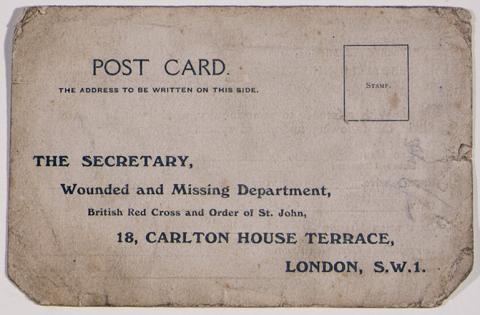 POST CARD.
THE ADDRESS TO BE WRITTEN ON THIS SIDE.
STAMP.
THE SECRETARY,
Wounded and Missing Department,
British Red Cross and Order of St. John,
18, CARLTON HOUSE TERRACE,
LONDON, S.W.1.